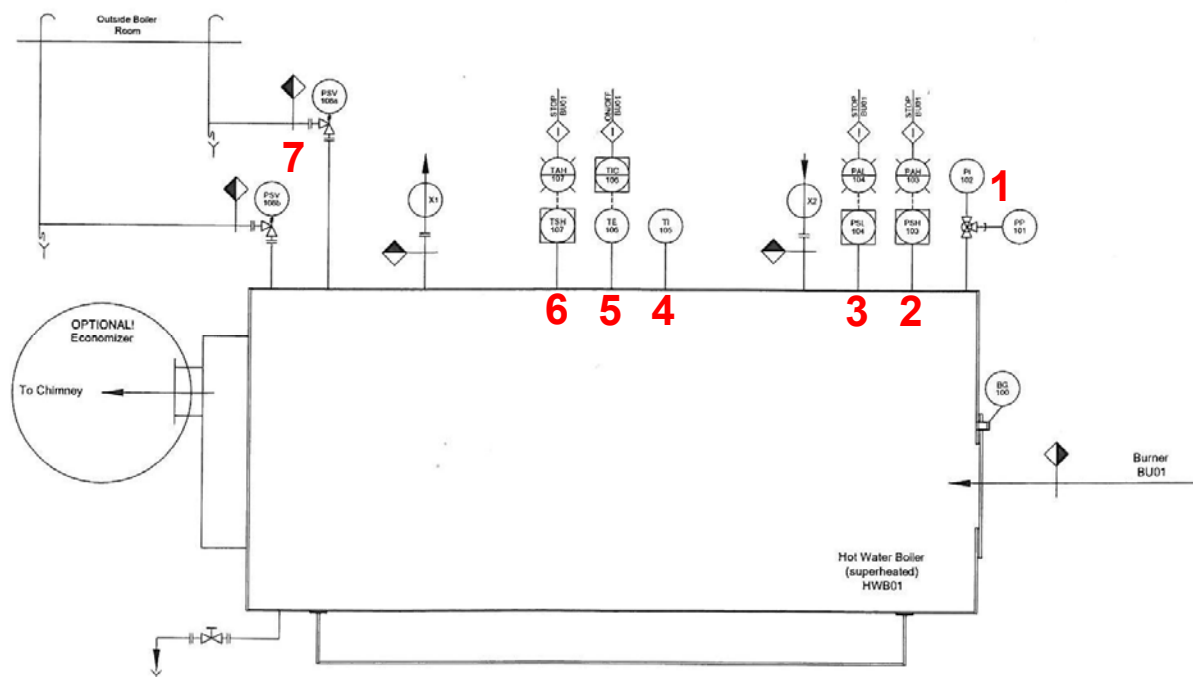 Outside Boiler
Room
PSV
108a
7
PSV
108b
X1
STOP
BU01
I
TAH
107
TSH
107
6
ON/OFF
BU01
I
TIC
106
TE
106
5
TI
105
4
X2
STOP
BU01
I
PAL
104
PSL
104
3
STOP
BU01
I
PAH
103
PSH
103
2
PI
102
1
PP
101
OPTIONAL!
Economizer
To Chimney
BG
100
Burner
BU01
Hot Water Boiler
(superheated)
HWB01